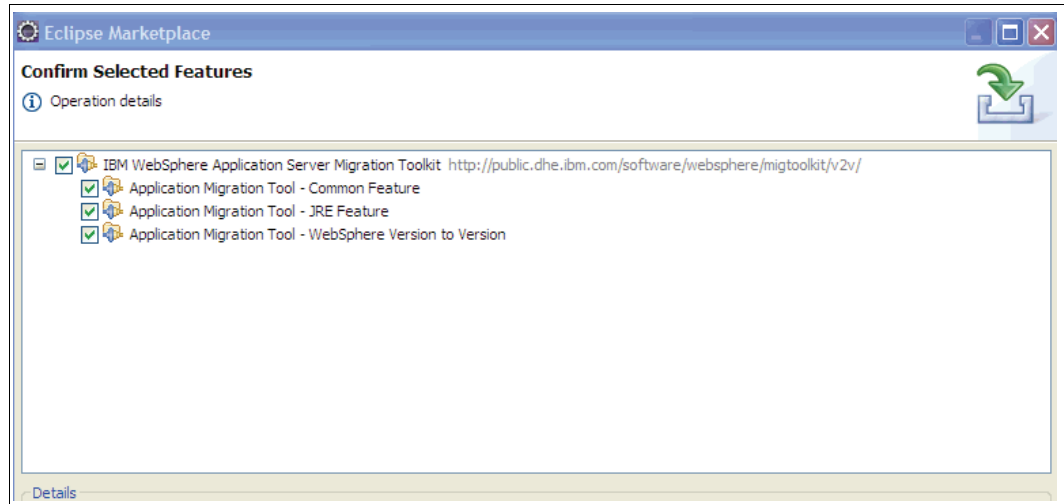 Eclipse Marketplace
Confirm Selected Features
Operation details
IBM WebSphere Application Server Migration Toolkit http://public.dhe.ibm.com/software/websphere/migtoolkit/v2v/
Application Migration Tool - Common Feature
Application Migration Tool - JRE Feature
Application Migration Tool - WebSphere Version to Version
Details